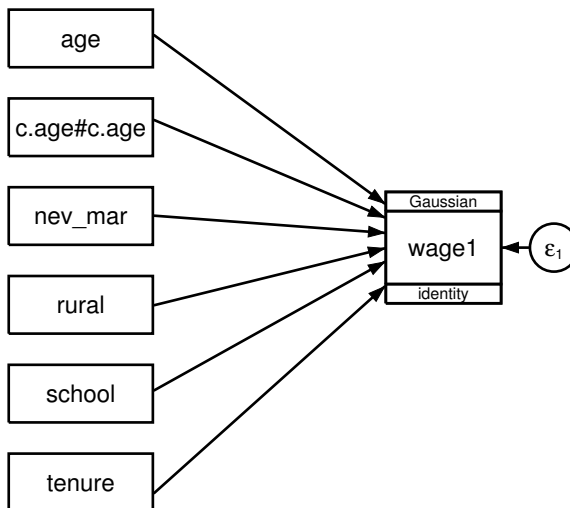 age
c.age#c.age
nev_mar
rural
school
tenure
Gaussian
wage1
identity
ε1